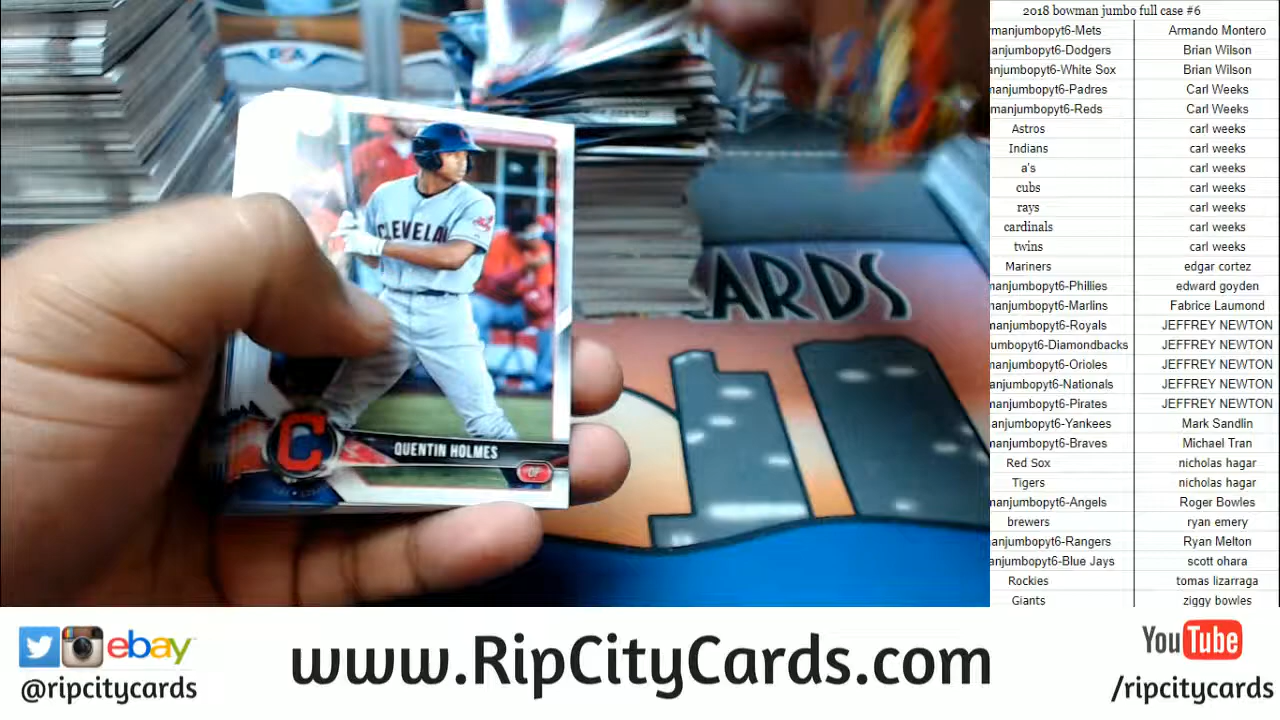 2018 bowman jumbo full case #6
manjumbopyt6-Mets Armando Montero
manjumbopyt6-Dodgers Brian Wilson
anjumbopyt6-White Sox Brian Wilson
manjumbopyt6-Padres Carl Weeks
manjumbopyt6-Reds Carl Weeks
Astros carl weeks
Indians carl weeks
a's carl weeks
cubs carl weeks
rays carl weeks
cardinals carl weeks
twins carl weeks
Mariners edgar cortez
manjumbopyt6-Phillies edward goyden
manjumbopyt6-Marlins Fabrice Laumond
manjumbopyt6-Royals JEFFREY NEWTON
umbopyt6-Diamondbacks JEFFREY NEWTON
manjumbopyt6-Orioles JEFFREY NEWTON
anjumbopyt6-Nationals JEFFREY NEWTON
manjumbopyt6-Pirates JEFFREY NEWTON
manjumbopyt6-Yankees Mark Sandlin
manjumbopyt6-Braves Michael Tran
Red Sox nicholas hagar
Tigers nicholas hagar
manjumbopyt6-Angels Roger Bowles
brewers ryan emery
manjumbopyt6-Rangers Ryan Melton
anjumbopyt6-Blue Jays scott ohara
Rockies tomas lizarraga
Giants ziggy bowles
CLEVELA
C
QUENTIN HOLMES
OF
CARDS
ebay
@ripcitycards
www.RipCityCards.com
YouTube
/ripcitycards